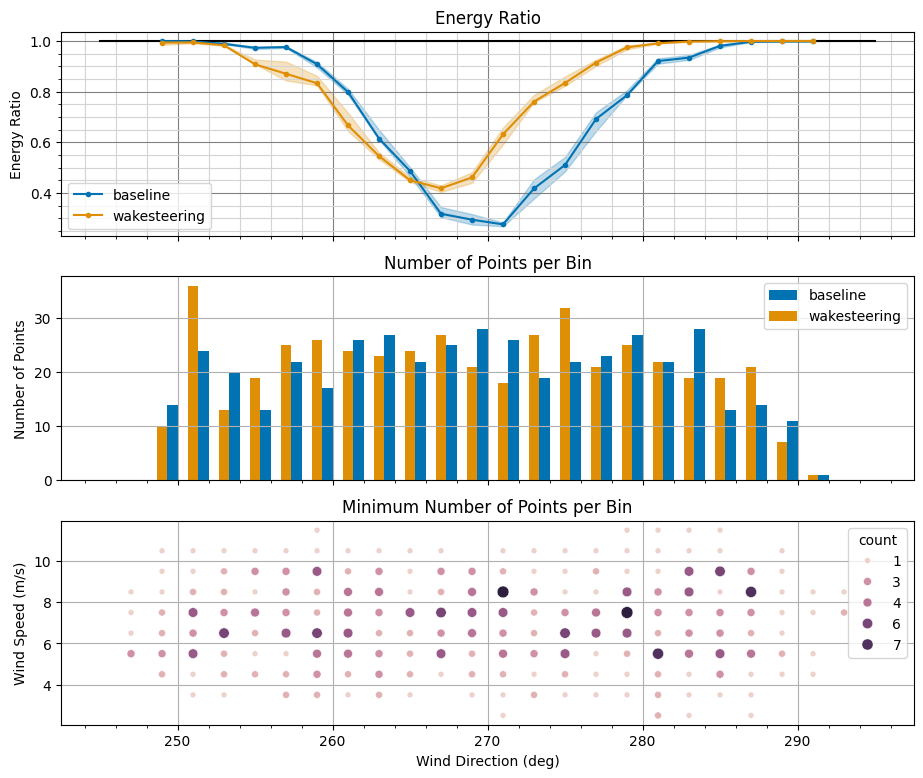 Energy Ratio
1.0
0.8
0.6
0.4
Energy Ratio
baseline
wakesteering
Number of Points per Bin
30
20
10
0
Number of Points
baseline
wakesteering
Minimum Number of Points per Bin
10
8
6
4
Wind Speed (m/s)
count
1
3
4
6
7
250 260 270 280 290
Wind Direction (deg)